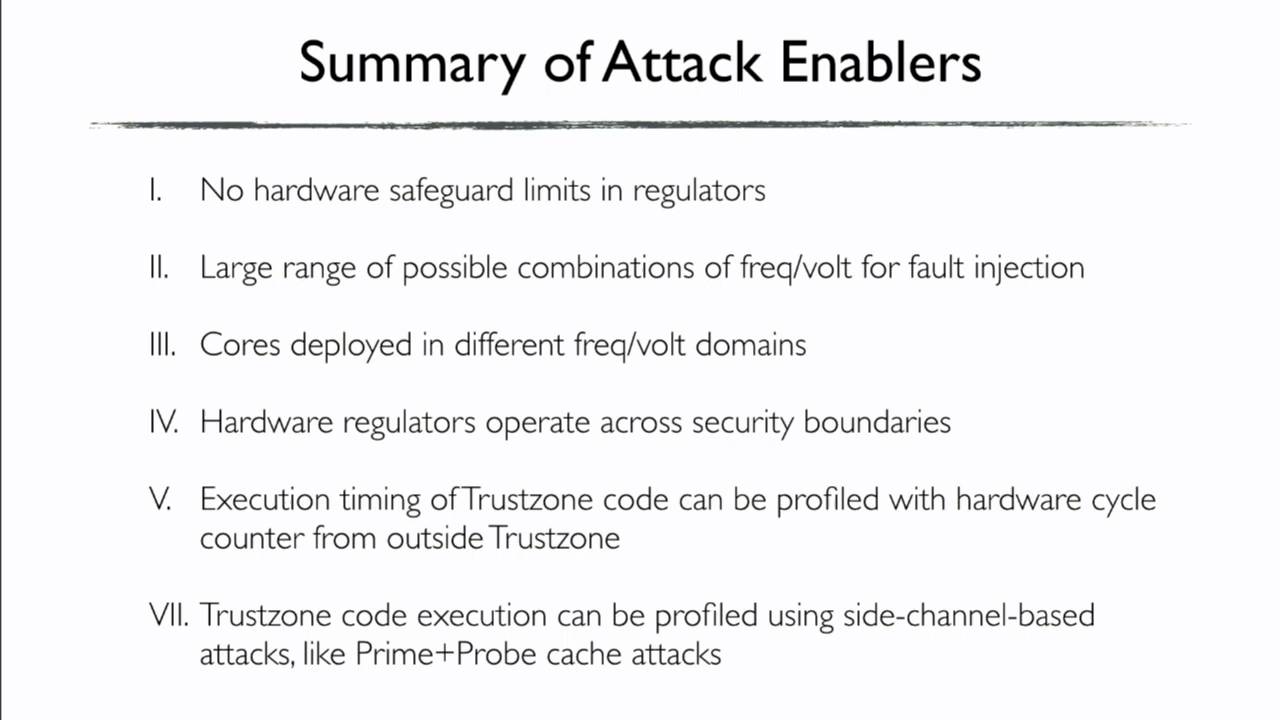 Summary of Attack Enablers
I. No hardware safeguard limits in regulators
II. Large range of possible combinations of freq/volt for fault injection
III. Cores deployed in different freq/volt domains
IV. Hardware regulators operate across security boundaries
V. Execution timing of Trustzone code can be profiled with hardware cycle
counter from outside Trustzone
VII. Trustzone code execution can be profiled using side-channel-based
attacks, like Prime+Probe cache attacks